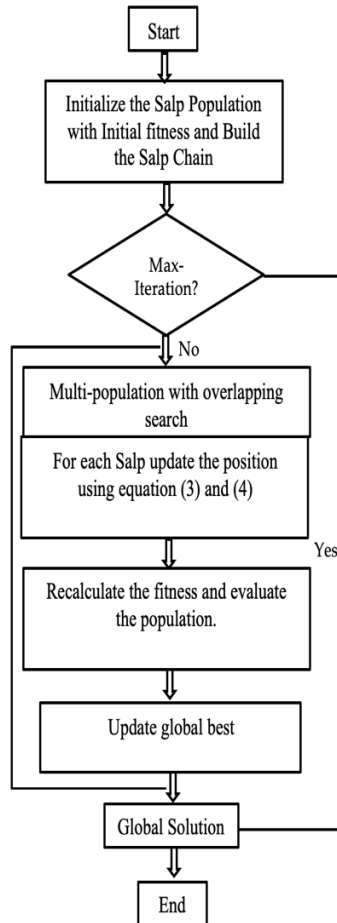 Start
Initialize the Salp Population
with Initial fitness and Build
the Salp Chain
Max-
Iteration?
No
Multi-population with overlapping
search
For each Salp update the position
using equation (3) and (4)
Yes
Recalculate the fitness and evaluate
the population.
Update global best
Global Solution
End